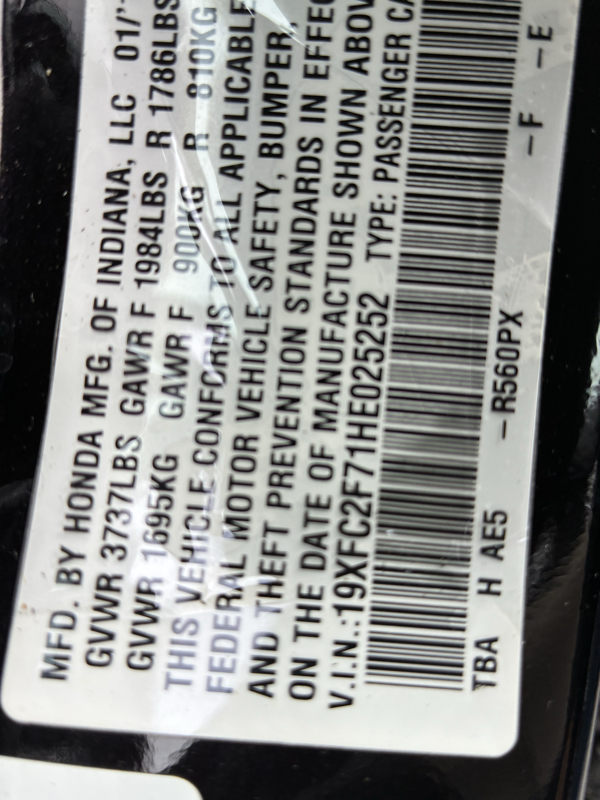 MFD. BY HONDA MFG. OF INDIANA, LLC 01/
GVWR 3737LBS GAWR F 1984LBS R 1786LBS
GVWR 1695KG GAWR F 900KG R 810KG
THIS VEHICLE CONFORMS TO ALL APPLICABLE
FEDERAL MOTOR VEHICLE SAFETY, BUMPER,
AND THEFT PREVENTION STANDARDS IN EFFEC
ON THE DATE OF MANUFACTURE SHOWN ABOV
V.I.N.:19XFC2F71HE025252 TYPE: PASSENGER CA
TBA H AE5 –R560PX –F –E